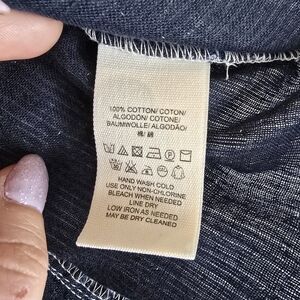 100% COTTON/ COTON/
ALGODÓN/ COTONE/
BAUMWOLLE/ ALGODÃO/
棉/ 綿
HAND WASH COLD
USE ONLY NON-CHLORINE
BLEACH WHEN NEEDED
LINE DRY
LOW IRON AS NEEDED
MAY BE DRY CLEANED